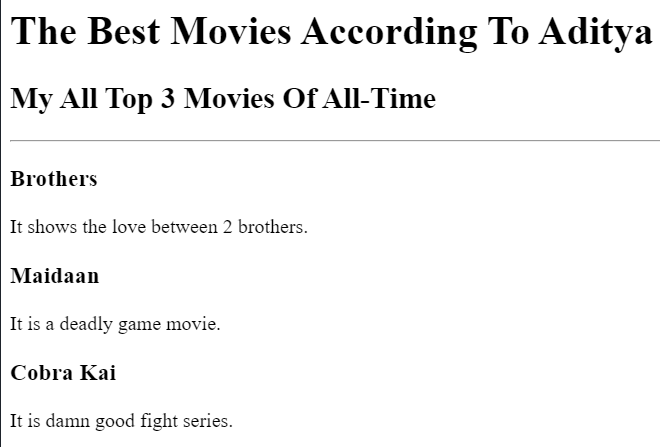 The Best Movies According To Aditya
My All Top 3 Movies Of All-Time
Brothers
It shows the love between 2 brothers.
Maidaan
It is a deadly game movie.
Cobra Kai
It is damn good fight series.